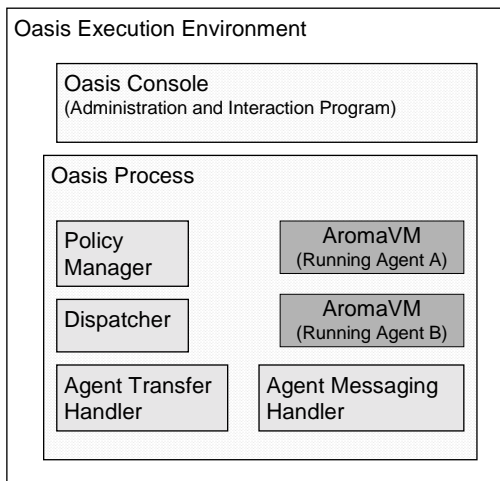 Oasis Execution Environment
Oasis Console
(Administration and Interaction Program)
Oasis Process
Policy
Manager
AromaVM
(Running Agent A)
Dispatcher
AromaVM
(Running Agent B)
Agent Transfer
Handler
Agent Messaging
Handler